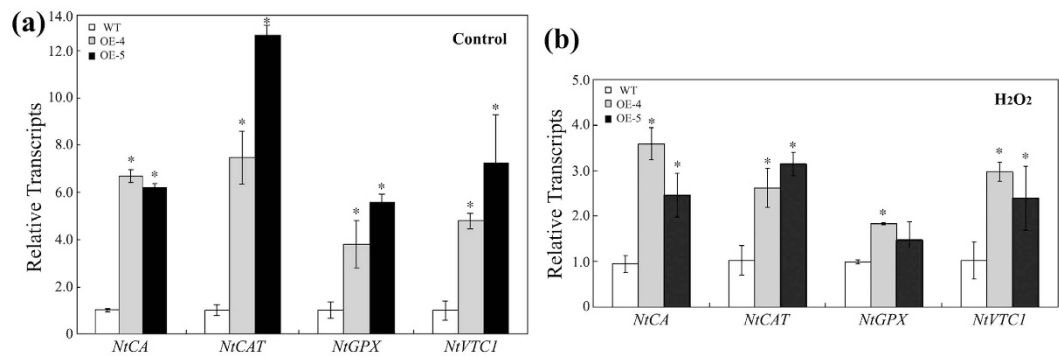 (a)
Control
WT
OE-4
OE-5
Relative Transcripts
14.0
12.0
10.0
8.0
6.0
4.0
2.0
0
* * * * * * * *
NtCA NtCAT NtGPX NtVTC1
(b)
H2O2
WT
OE-4
OE-5
Relative Transcripts
5.0
4.0
3.0
2.0
1.0
0
* * * * * * *
NtCA NtCAT NtGPX NtVTC1